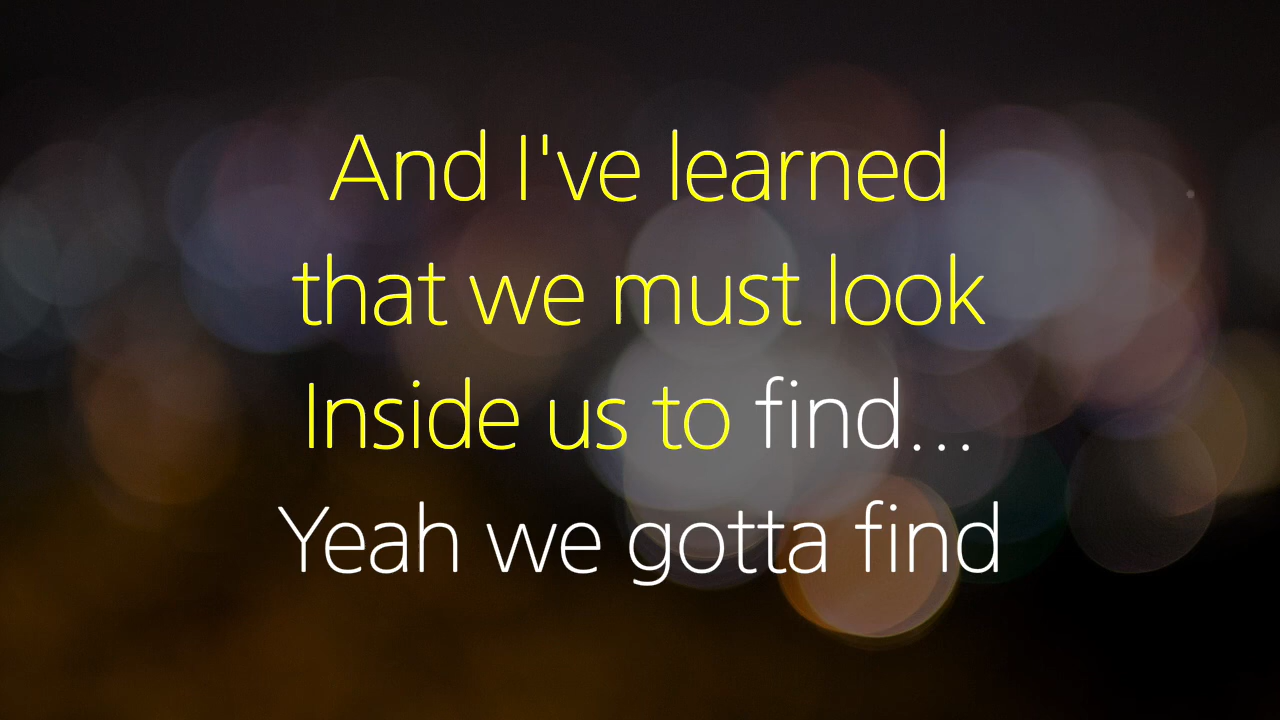 And I've learned
that we must look
Inside us to find...
Yeah we gotta find